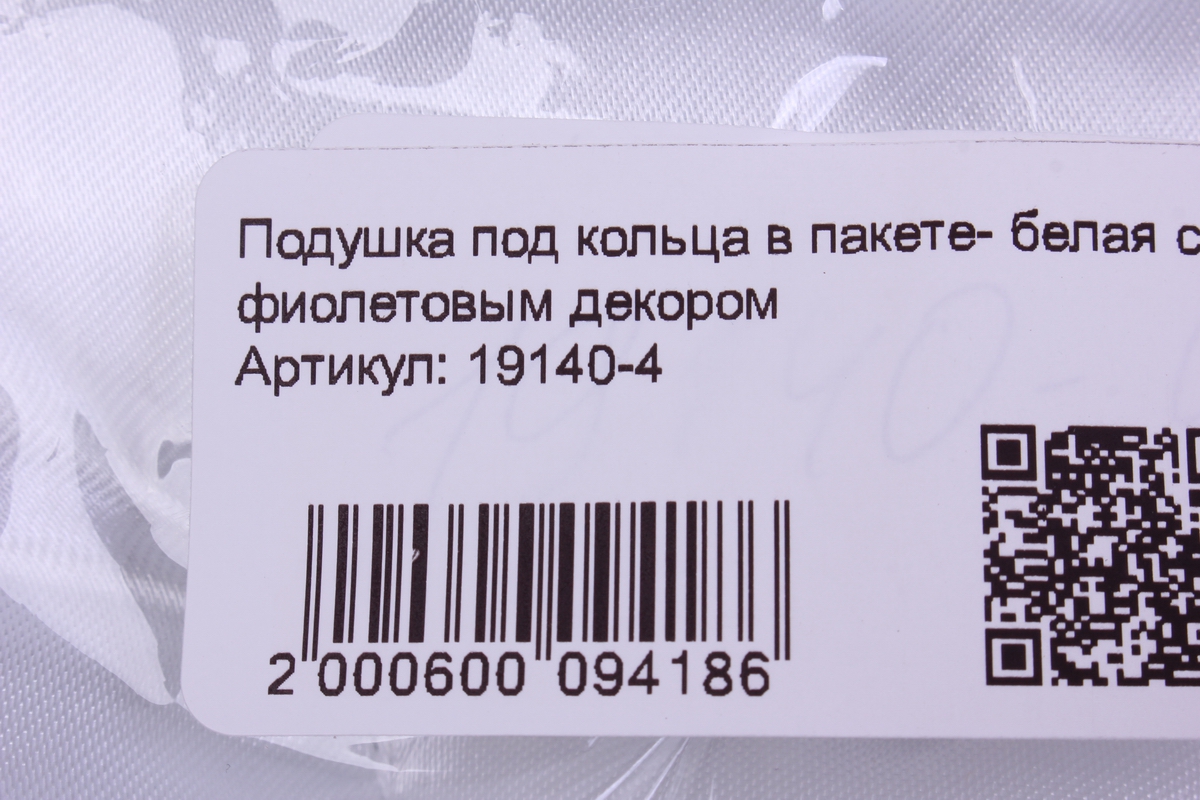 Подушка под кольца в пакете- белая с
фиолетовым декором
Артикул: 19140-4
2 000600 094186